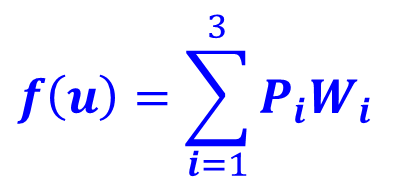 f(u) = ∑_{i=1}^{3} P_i W_i